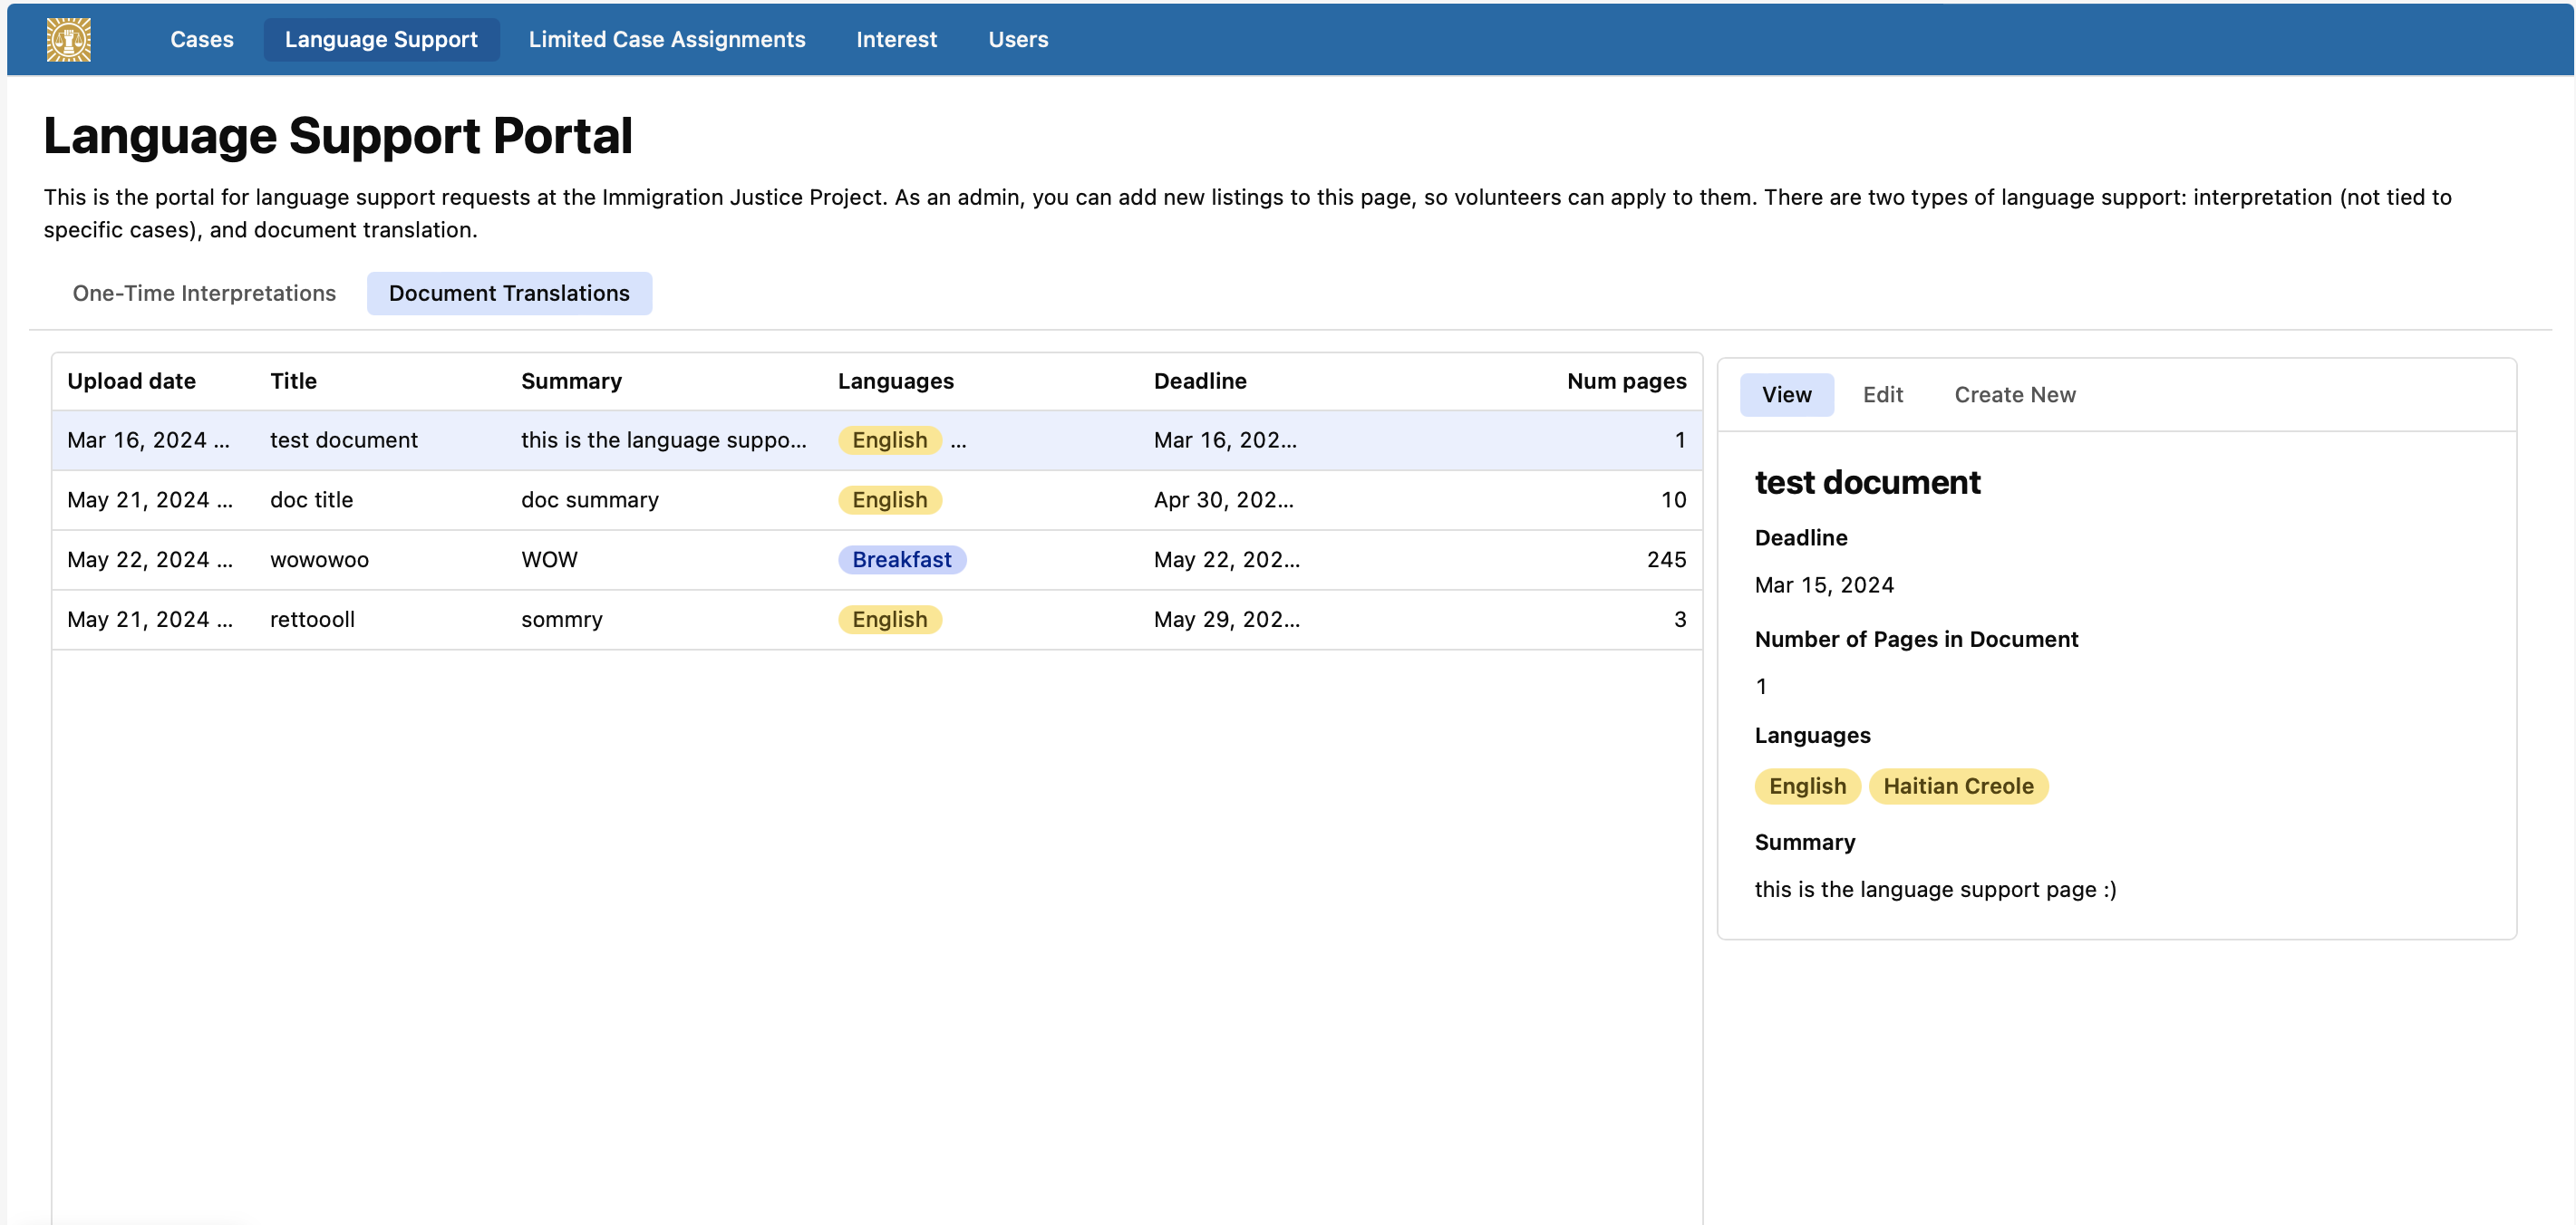 Cases Language Support Limited Case Assignments Interest Users
Language Support Portal
This is the portal for language support requests at the Immigration Justice Project. As an admin, you can add new listings to this page, so volunteers can apply to them. There are two types of language support: interpretation (not tied to
specific cases), and document translation.
One-Time Interpretations Document Translations
Upload date Title Summary Languages Deadline Num pages
Mar 16, 2024 ... test document this is the language suppo... English ... Mar 16, 202... 1
May 21, 2024 ... doc title doc summary English Apr 30, 202... 10
May 22, 2024 ... wowowoo WOW Breakfast May 22, 202... 245
May 21, 2024 ... rettoooll sommry English May 29, 202... 3
View Edit Create New
test document
Deadline
Mar 15, 2024
Number of Pages in Document
1
Languages
English Haitian Creole
Summary
this is the language support page :)